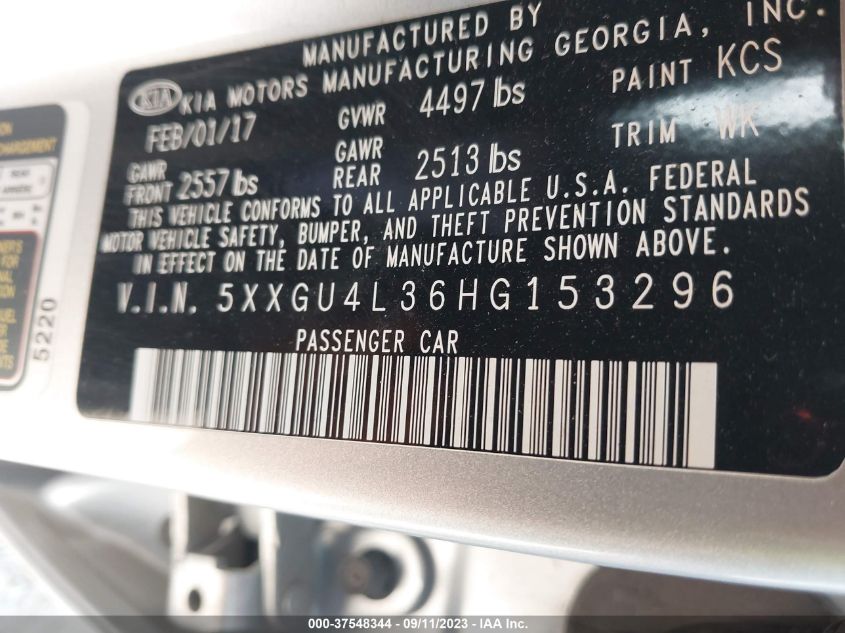 MANUFACTURED BY
KIA KIA MOTORS MANUFACTURING GEORGIA, INC.
FEB/01/17 GVWR 4497 lbs PAINT KCS
GAWR FRONT 2557 lbs GAWR REAR 2513 lbs TRIM WK
THIS VEHICLE CONFORMS TO ALL APPLICABLE U.S.A. FEDERAL
MOTOR VEHICLE SAFETY, BUMPER, AND THEFT PREVENTION STANDARDS
IN EFFECT ON THE DATE OF MANUFACTURE SHOWN ABOVE.
V.I.N. 5XXGU4L36HG153296
PASSENGER CAR
5220
000-37548344 - 09/11/2023 - IAA Inc.